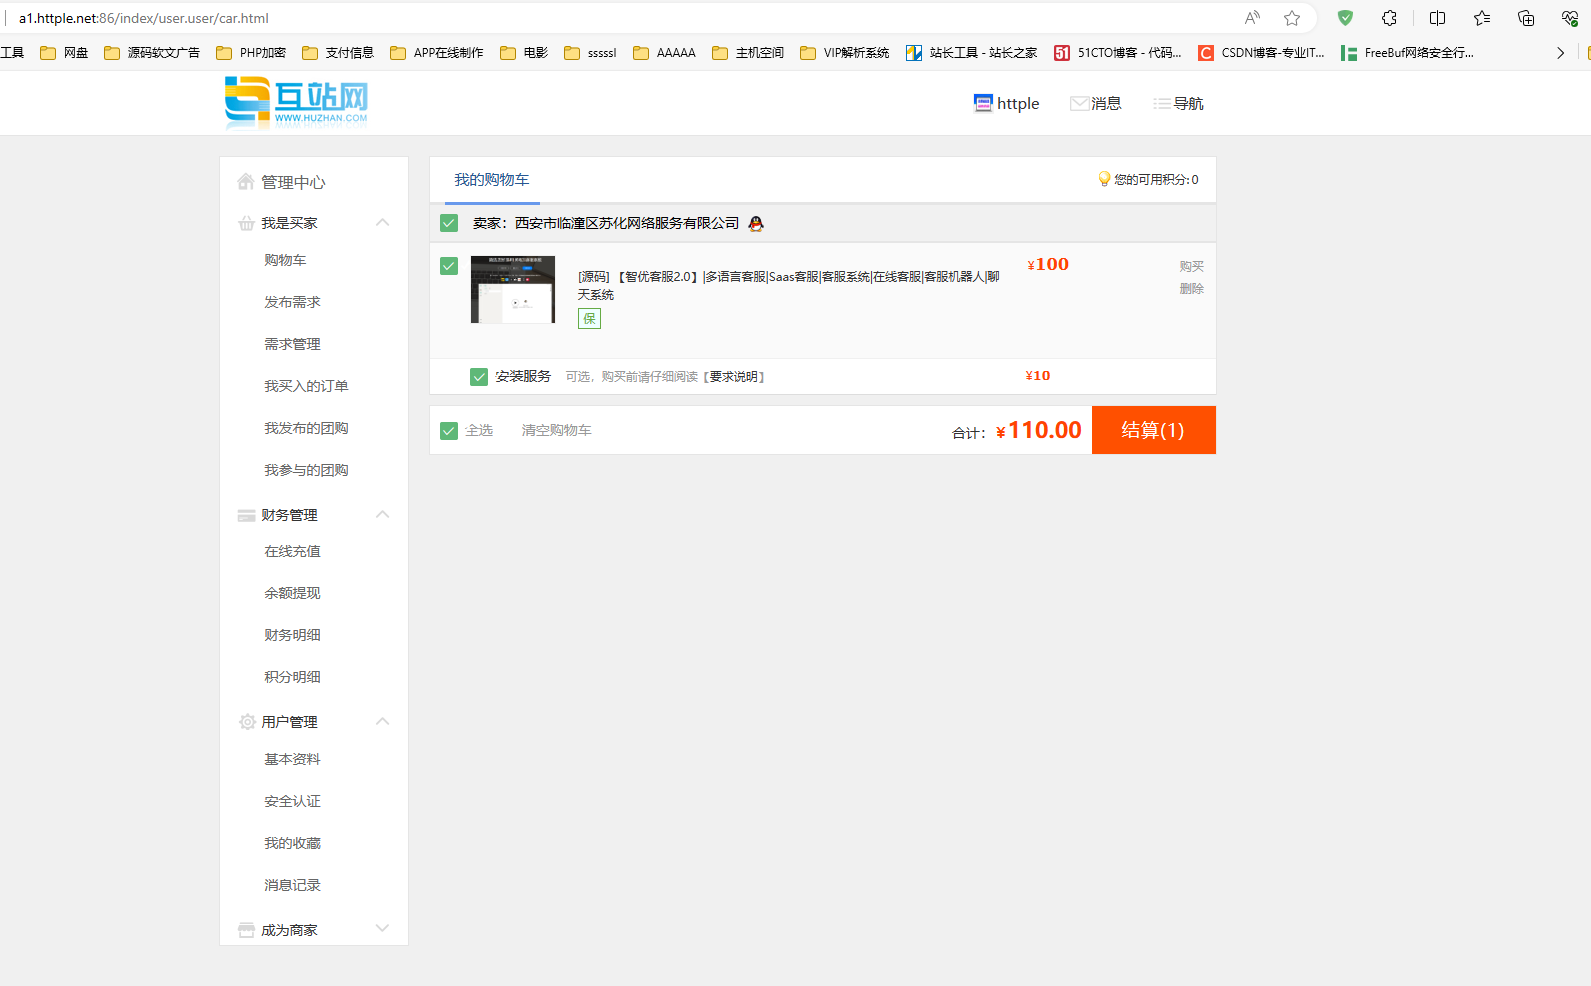 a1.httple.net:86/index/user.user/car.html
工具 网盘 源码软文广告 PHP加密 支付信息 APP在线制作 电影 sssssl AAAAA 主机空间 VIP解析系统 站长工具 - 站长之家 51CTO博客 - 代码... CSDN博客-专业IT... FreeBuf网络安全行...
互站网
WWW.HUZHAN.COM
httple 消息 导航
管理中心
我是买家
购物车
发布需求
需求管理
我买入的订单
我发布的团购
我参与的团购
财务管理
在线充值
余额提现
财务明细
积分明细
用户管理
基本资料
安全认证
我的收藏
消息记录
成为商家
我的购物车 您的可用积分: 0
卖家：西安市临潼区苏化网络服务有限公司
[源码] 【智优客服2.0】|多语言客服|Saas客服|客服系统|在线客服|客服机器人|聊
天系统
保
¥100
购买
删除
安装服务 可选，购买前请仔细阅读【要求说明】 ¥10
全选 清空购物车 合计：¥110.00 结算(1)